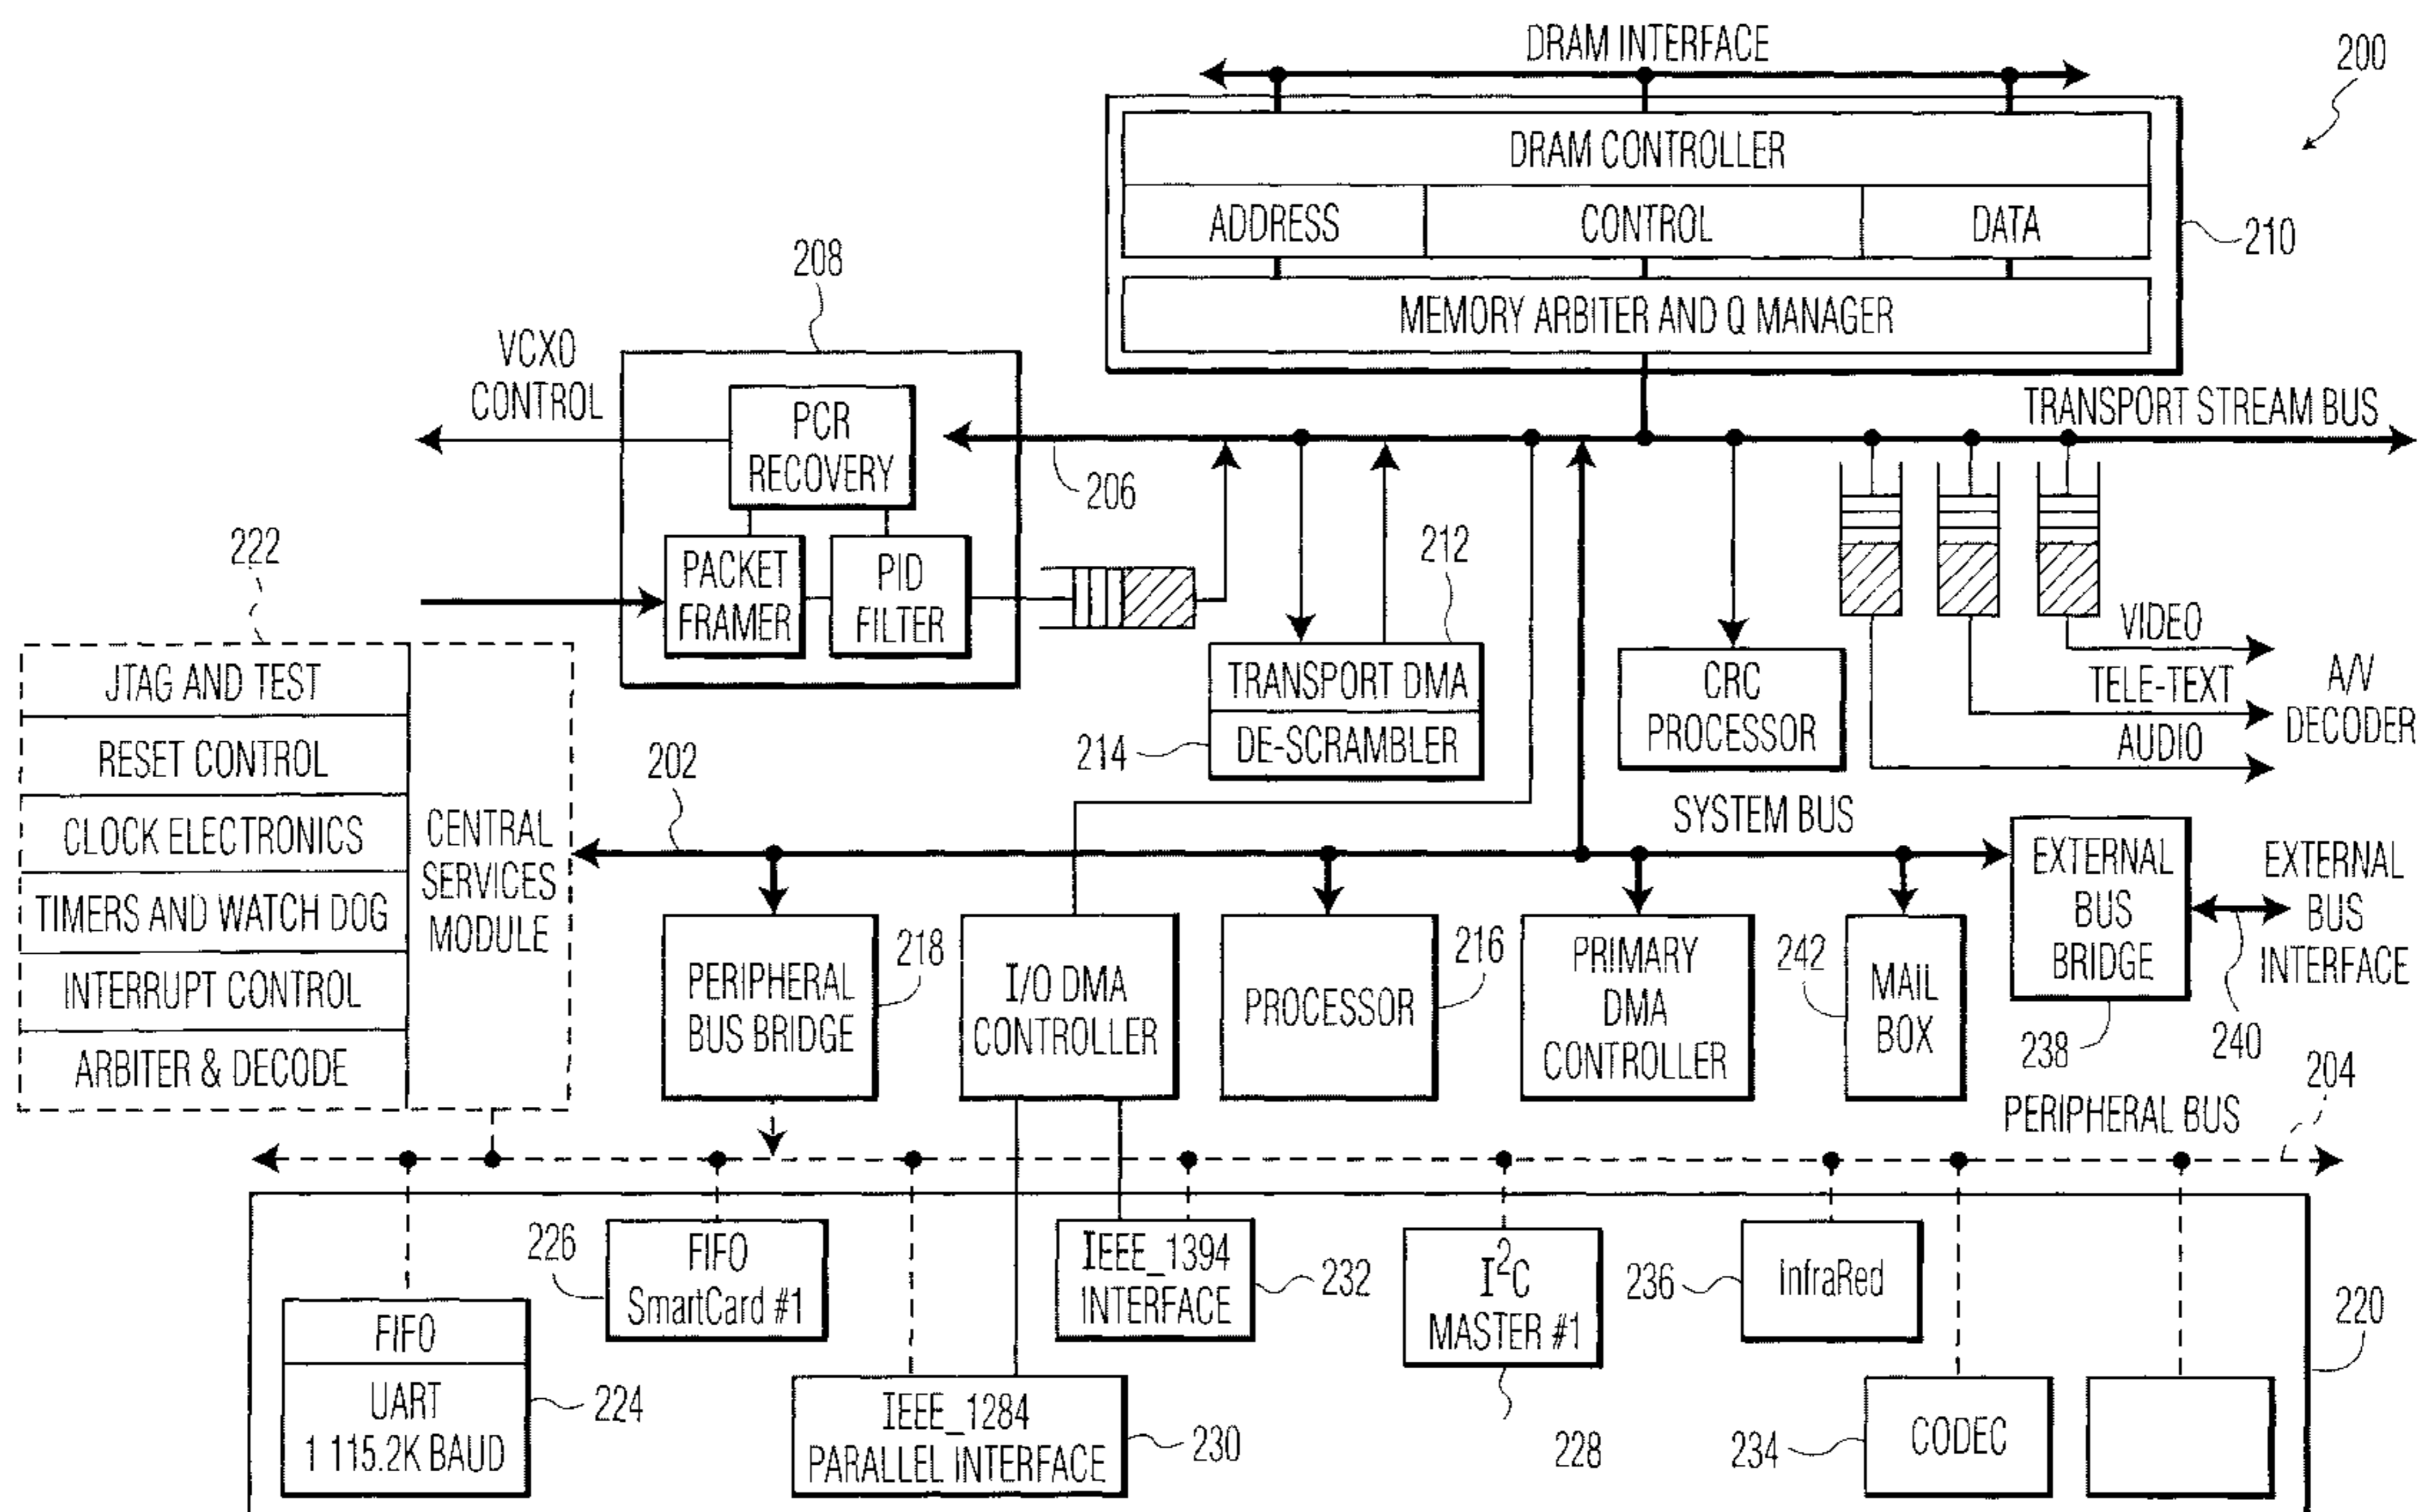 DRAM INTERFACE
200
DRAM CONTROLLER
ADDRESS
CONTROL
DATA
210
MEMORY ARBITER AND Q MANAGER
208
VCXO
CONTROL
PCR
RECOVERY
PACKET
FRAMER
PID
FILTER
206
TRANSPORT STREAM BUS
212
TRANSPORT DMA
DE-SCRAMBLER
214
CRC
PROCESSOR
VIDEO
TELE-TEXT
AUDIO
A/V
DECODER
222
JTAG AND TEST
RESET CONTROL
CLOCK ELECTRONICS
TIMERS AND WATCH DOG
INTERRUPT CONTROL
ARBITER & DECODE
CENTRAL
SERVICES
MODULE
202
SYSTEM BUS
PERIPHERAL
BUS BRIDGE
218
I/O DMA
CONTROLLER
PROCESSOR
216
PRIMARY
DMA
CONTROLLER
242
MAIL
BOX
EXTERNAL
BUS
BRIDGE
238
EXTERNAL
BUS
INTERFACE
240
204
PERIPHERAL BUS
226
FIFO
SmartCard #1
IEEE_1394
INTERFACE
232
I²C
MASTER #1
228
236
infraRed
220
FIFO
UART
1 115.2K BAUD
224
IEEE_1284
PARALLEL INTERFACE
230
234
CODEC